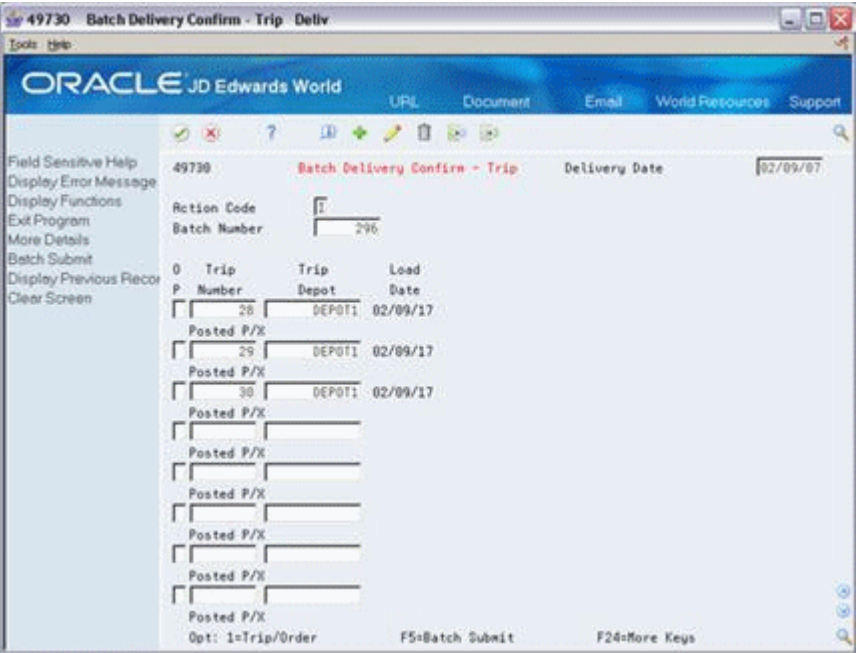 49730 Batch Delivery Confirm - Trip Deliv
Tools Help
ORACLE JD Edwards World
URL Document Email World Resources Support
Field Sensitive Help
Display Error Message
Display Functions
Exit Program
More Details
Batch Submit
Display Previous Recor
Clear Screen
49730 Batch Delivery Confirm - Trip Delivery Date 02/09/07
Action Code I
Batch Number 296
O Trip Trip Load
P Number Depot Date
28 DEPOT1 02/09/17
Posted P/X
29 DEPOT1 02/09/17
Posted P/X
30 DEPOT1 02/09/17
Posted P/X
Posted P/X
Posted P/X
Posted P/X
Posted P/X
Posted P/X
Opt: 1=Trip/Order F5=Batch Submit F24=More Keys